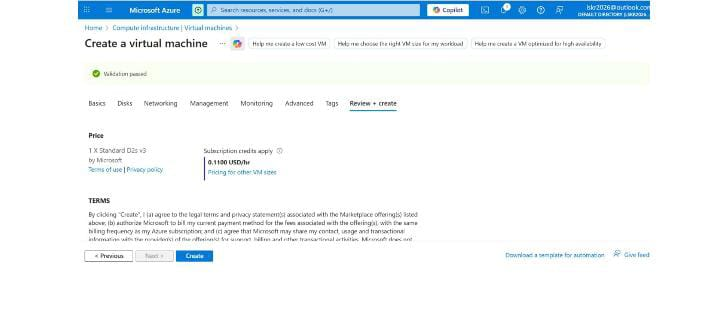 Microsoft Azure
Search resources, services, and docs (G+/)
Copilot
1
iskr2026@outlook.com
DEFAULT DIRECTORY (ISKR2026
Home > Compute infrastructure | Virtual machines >
Create a virtual machine ...
Help me create a low cost VM
Help me choose the right VM size for my workload
Help me create a VM optimized for high availability
Validation passed
Basics Disks Networking Management Monitoring Advanced Tags Review + create
Price
1 X Standard D2s v3
by Microsoft
Terms of use | Privacy policy
Subscription credits apply
0.1100 USD/hr
Pricing for other VM sizes
TERMS
By clicking "Create", I (a) agree to the legal terms and privacy statement(s) associated with the Marketplace offering(s) listed
above; (b) authorize Microsoft to bill my current payment method for the fees associated with the offering(s), with the same
billing frequency as my Azure subscription; and (c) agree that Microsoft may share my contact, usage and transactional
information with the provider(s) of the offering(s) for support, billing and other transactional activities. Microsoft does not
< Previous
Next >
Create
Download a template for automation
Give feed